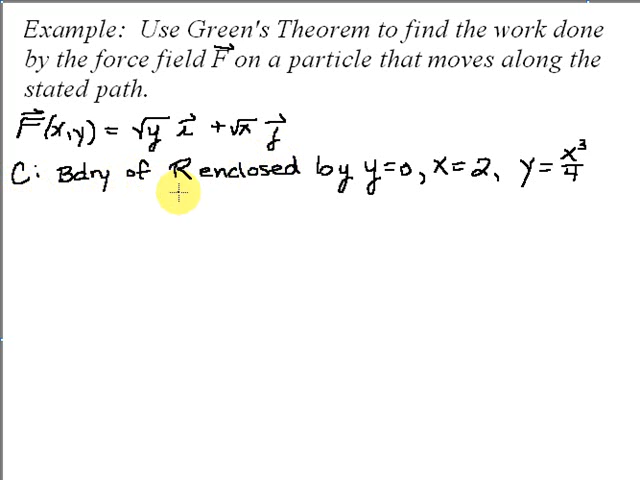 Example: Use Green's Theorem to find the work done
by the force field F⃗ on a particle that moves along the
stated path.
F⃗(x,y) = √y i⃗ + √x j⃗
C: Bdry of R enclosed by y=0, x=2, y = x³/4